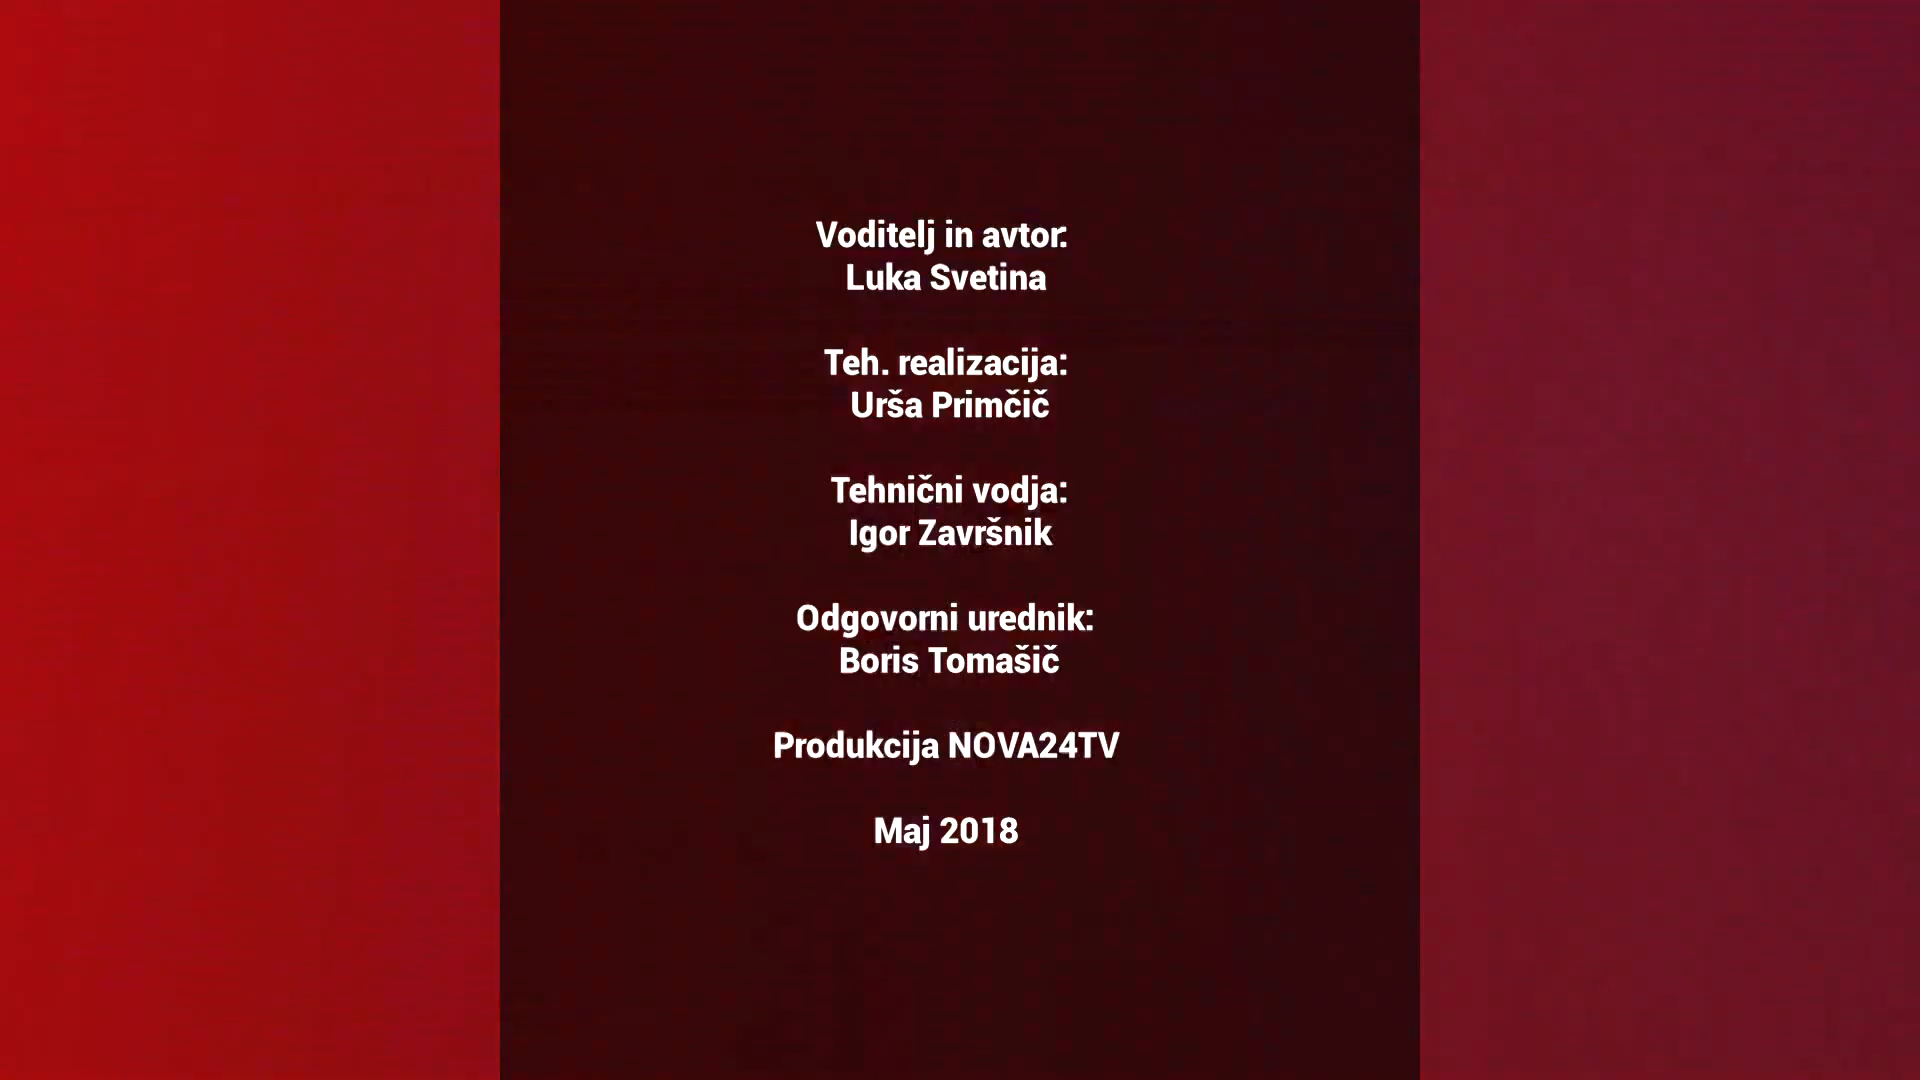 Voditelj in avtor:
Luka Svetina
Teh. realizacija:
Urša Primčič
Tehnični vodja:
Igor Završnik
Odgovorni urednik:
Boris Tomašič
Produkcija NOVA24TV
Maj 2018